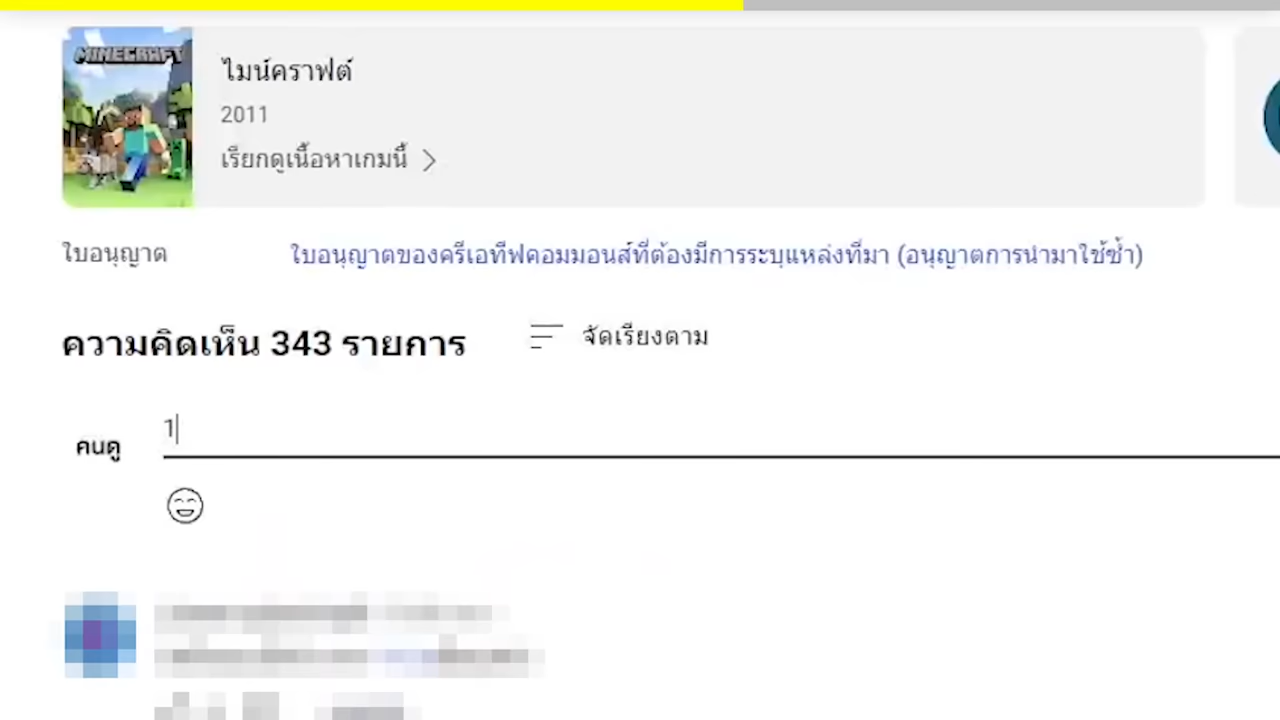 MINECRAFT
ไมน์คราฟต์
2011
เรียกดูเนื้อหาเกมนี้
ใบอนุญาต
ใบอนุญาตของครีเอทีฟคอมมอนส์ที่ต้องมีการระบุแหล่งที่มา (อนุญาตการนำมาใช้ซ้ำ)
ความคิดเห็น 343 รายการ
จัดเรียงตาม
1
คนดู